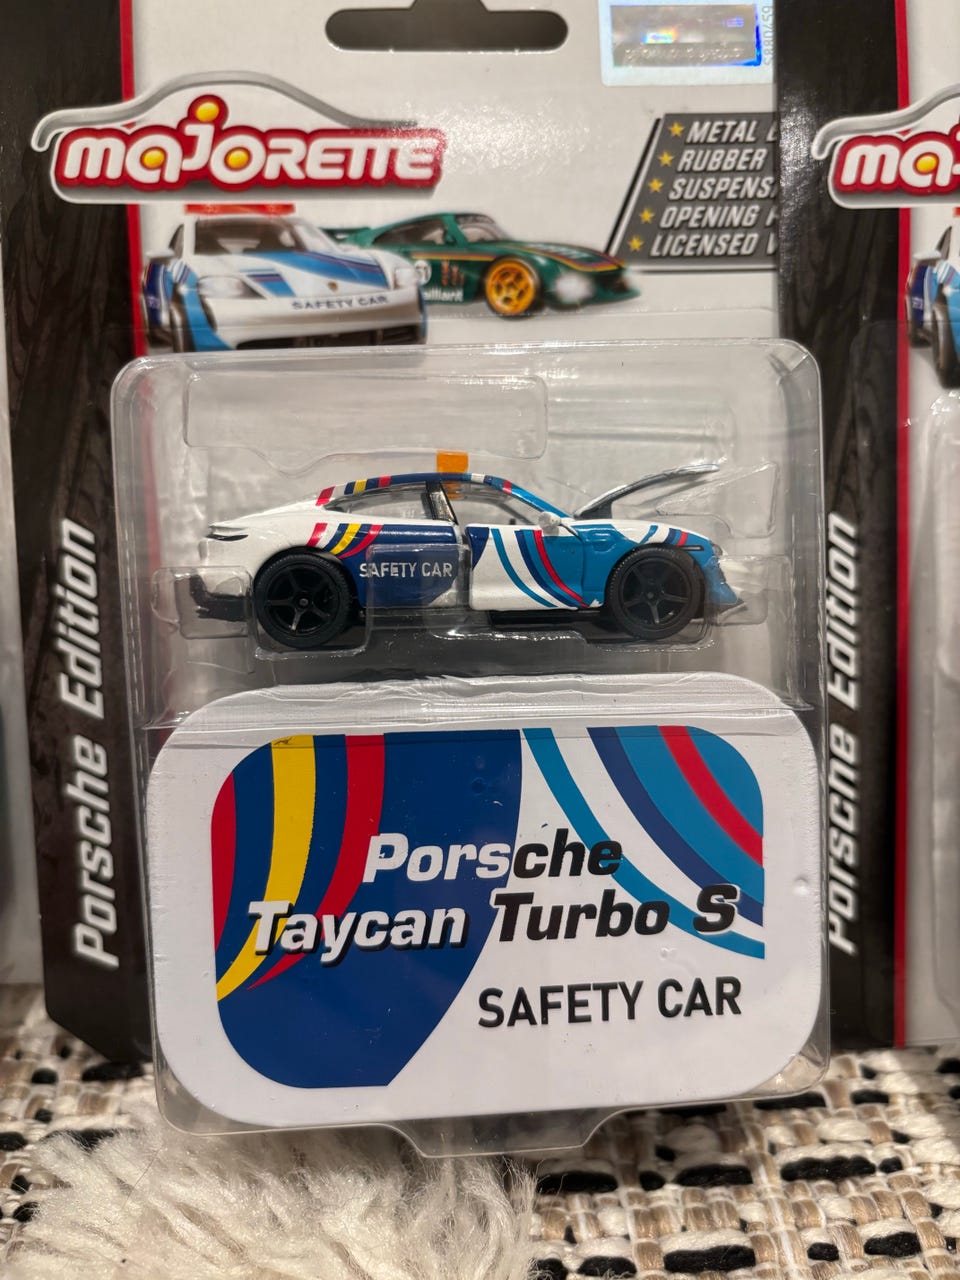 majorette
METAL
RUBBER
SUSPENS
OPENING
LICENSED
SAFETY CAR
Porsche Edition
SAFETY CAR
Porsche
Taycan Turbo S
SAFETY CAR
Porsche Edition